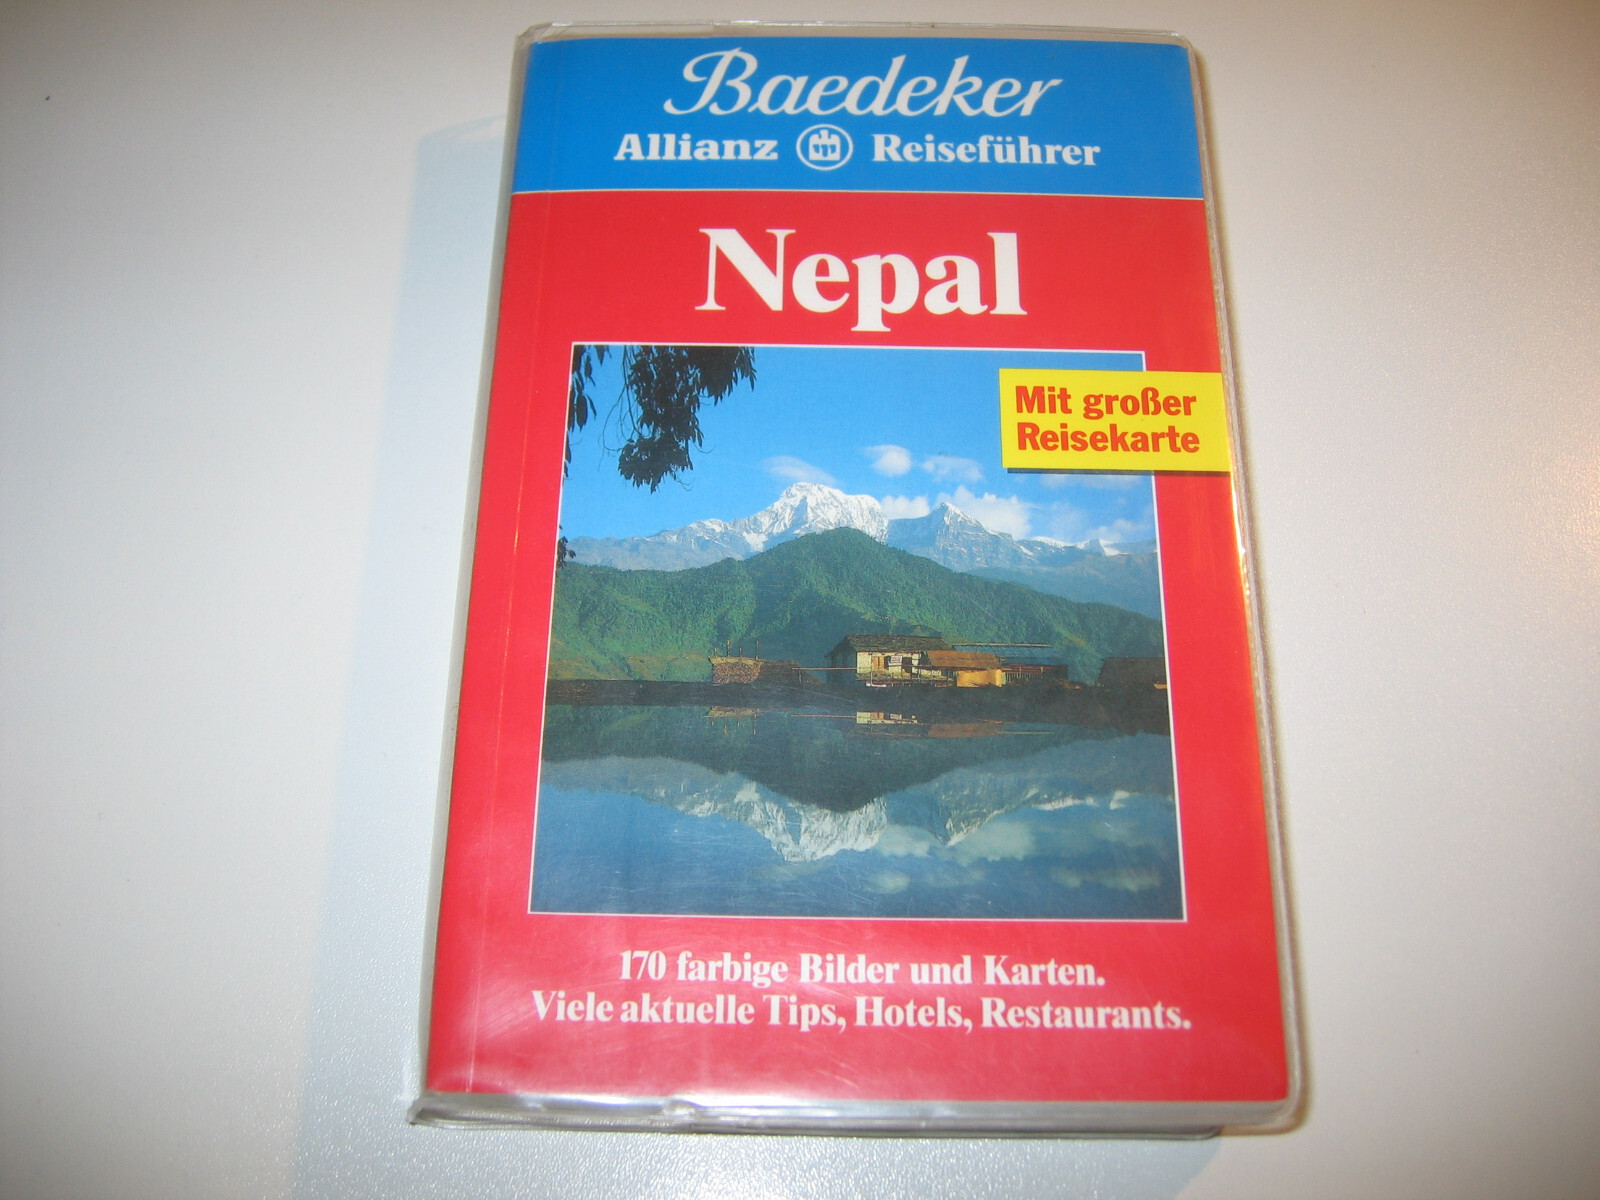 Baedeker
Allianz Reiseführer
Nepal
Mit großer
Reisekarte
170 farbige Bilder und Karten.
Viele aktuelle Tips, Hotels, Restaurants.